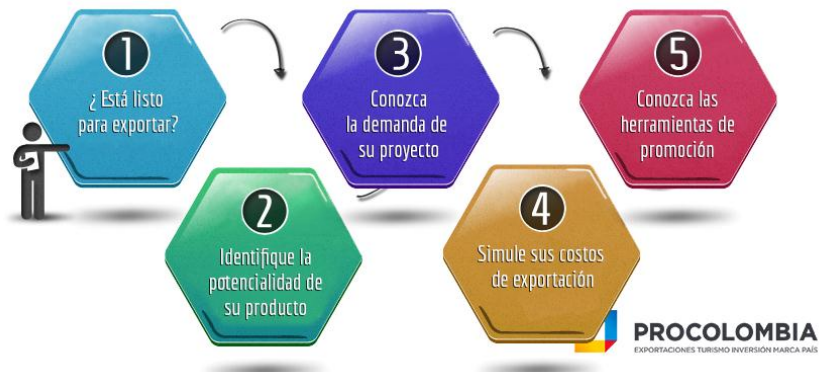 1
¿ Está listo
para exportar?
2
Identifique la
potencialidad de
su producto
3
Conozca
la demanda de
su proyecto
4
Simule sus costos
de exportación
5
Conozca las
herramientas de
promoción
PROCOLOMBIA
EXPORTACIONES TURISMO INVERSIÓN MARCA PAÍS